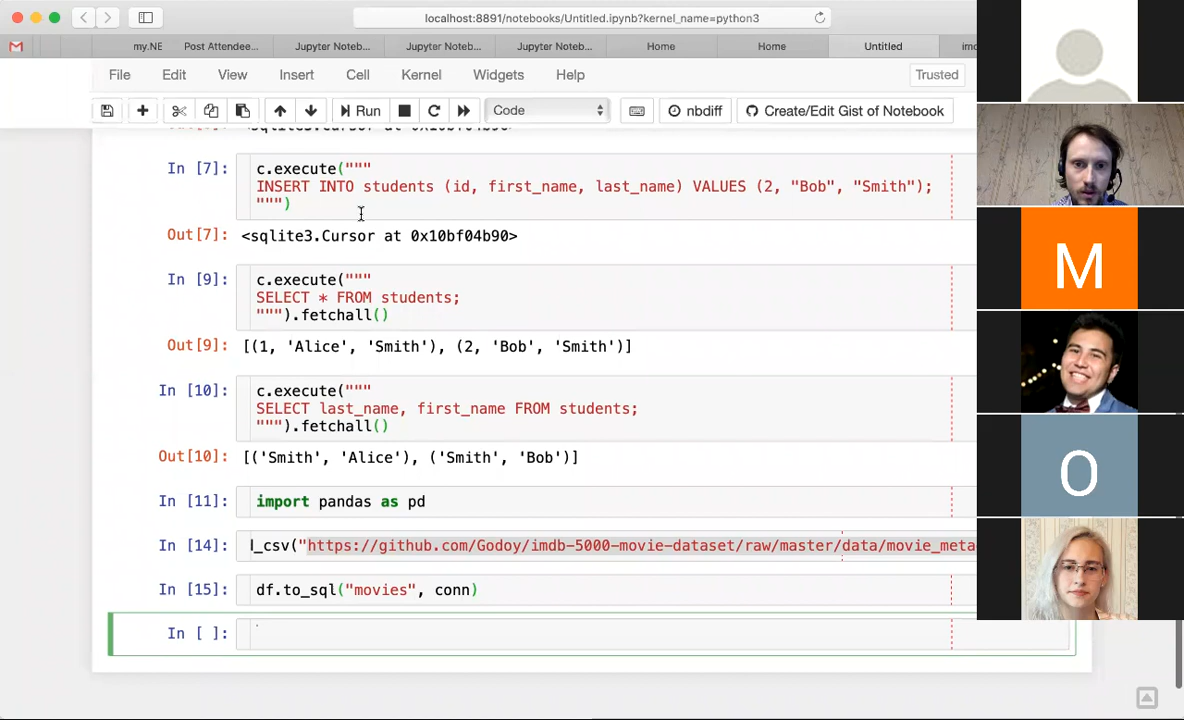 localhost:8891/notebooks/Untitled.ipynb?kernel_name=python3
my.NE Post Attendee... Jupyter Noteb... Jupyter Noteb... Jupyter Noteb... Home Home Untitled
File Edit View Insert Cell Kernel Widgets Help Trusted
Run Code nbdiff Create/Edit Gist of Notebook
In [7]: c.execute("""
INSERT INTO students (id, first_name, last_name) VALUES (2, "Bob", "Smith");
""")
Out[7]: <sqlite3.Cursor at 0x10bf04b90>
In [9]: c.execute("""
SELECT * FROM students;
""").fetchall()
Out[9]: [(1, 'Alice', 'Smith'), (2, 'Bob', 'Smith')]
In [10]: c.execute("""
SELECT last_name, first_name FROM students;
""").fetchall()
Out[10]: [('Smith', 'Alice'), ('Smith', 'Bob')]
In [11]: import pandas as pd
In [14]: l_csv("https://github.com/Godoy/imdb-5000-movie-dataset/raw/master/data/movie_meta
In [15]: df.to_sql("movies", conn)
In [ ]:
M
O